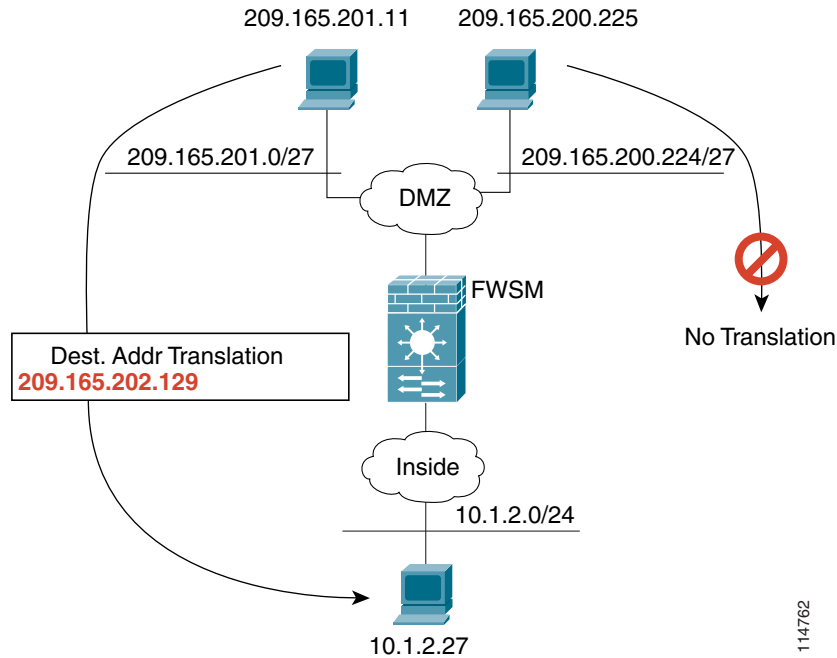 209.165.201.11
209.165.200.225
209.165.201.0/27
209.165.200.224/27
DMZ
FWSM
No Translation
Dest. Addr Translation
209.165.202.129
Inside
10.1.2.0/24
10.1.2.27
114762